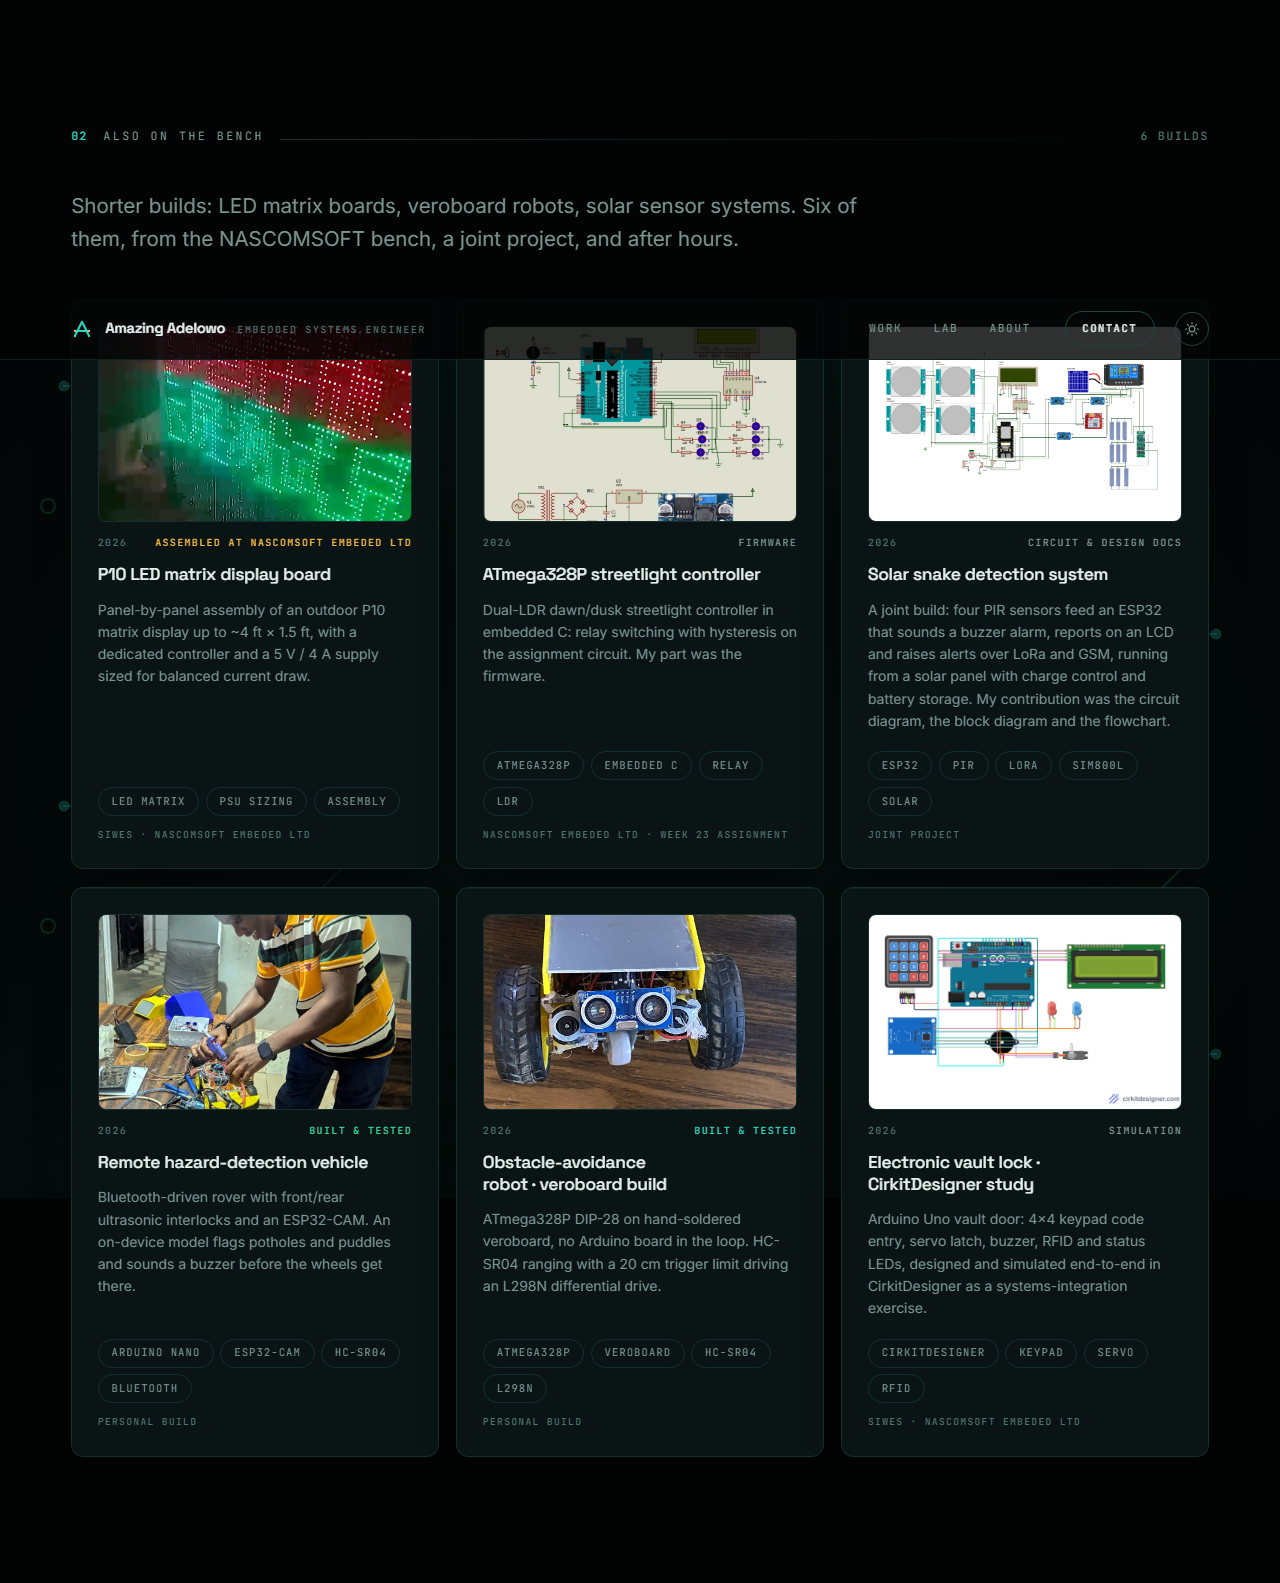 02 ALSO ON THE BENCH
6 BUILDS
Shorter builds: LED matrix boards, veroboard robots, solar sensor systems. Six of
them, from the NASCOMSOFT bench, a joint project, and after hours.
Amazing Adelowo EMBEDDED SYSTEMS ENGINEER
WORK LAB ABOUT CONTACT
2026 ASSEMBLED AT NASCOMSOFT EMBEDED LTD
P10 LED matrix display board
Panel-by-panel assembly of an outdoor P10
matrix display up to ~4 ft × 1.5 ft, with a
dedicated controller and a 5 V / 4 A supply
sized for balanced current draw.
LED MATRIX PSU SIZING ASSEMBLY
SIWES · NASCOMSOFT EMBEDED LTD
2026 FIRMWARE
ATmega328P streetlight controller
Dual-LDR dawn/dusk streetlight controller in
embedded C: relay switching with hysteresis on
the assignment circuit. My part was the
firmware.
ATMEGA328P EMBEDDED C RELAY
LDR
NASCOMSOFT EMBEDED LTD · WEEK 23 ASSIGNMENT
2026 CIRCUIT & DESIGN DOCS
Solar snake detection system
A joint build: four PIR sensors feed an ESP32
that sounds a buzzer alarm, reports on an LCD
and raises alerts over LoRa and GSM, running
from a solar panel with charge control and
battery storage. My contribution was the circuit
diagram, the block diagram and the flowchart.
ESP32 PIR LORA SIM800L
SOLAR
JOINT PROJECT
2026 BUILT & TESTED
Remote hazard-detection vehicle
Bluetooth-driven rover with front/rear
ultrasonic interlocks and an ESP32-CAM. An
on-device model flags potholes and puddles
and sounds a buzzer before the wheels get
there.
ARDUINO NANO ESP32-CAM HC-SR04
BLUETOOTH
PERSONAL BUILD
HC-SR04
2026 BUILT & TESTED
Obstacle-avoidance
robot · veroboard build
ATmega328P DIP-28 on hand-soldered
veroboard, no Arduino board in the loop. HC-
SR04 ranging with a 20 cm trigger limit driving
an L298N differential drive.
ATMEGA328P VEROBOARD HC-SR04
L298N
PERSONAL BUILD
cirkitdesigner.com
2026 SIMULATION
Electronic vault lock ·
CirkitDesigner study
Arduino Uno vault door: 4×4 keypad code
entry, servo latch, buzzer, RFID and status
LEDs, designed and simulated end-to-end in
CirkitDesigner as a systems-integration
exercise.
CIRKITDESIGNER KEYPAD SERVO
RFID
SIWES · NASCOMSOFT EMBEDED LTD